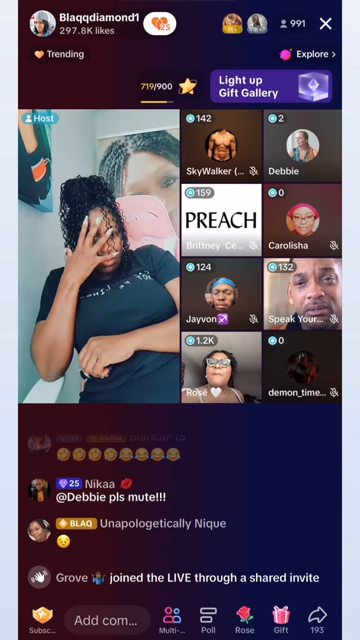 Blaqqdiamond1
297.8K likes
25
991
Trending
Explore >
719/900
Light up
Gift Gallery
Host
142
SkyWalker (...
2
Debbie
159
PREACH
Brittney Ce...
0
Carolisha
124
Jayvon
132
Speak Your...
1.2K
Rose
0
demon_time...
25 Nikaa
@Debbie pls mute!!!
BLAQ Unapologetically Nique
Grove joined the LIVE through a shared invite
Subsc...
Add com...
Multi-...
Poll
Rose
Gift
193